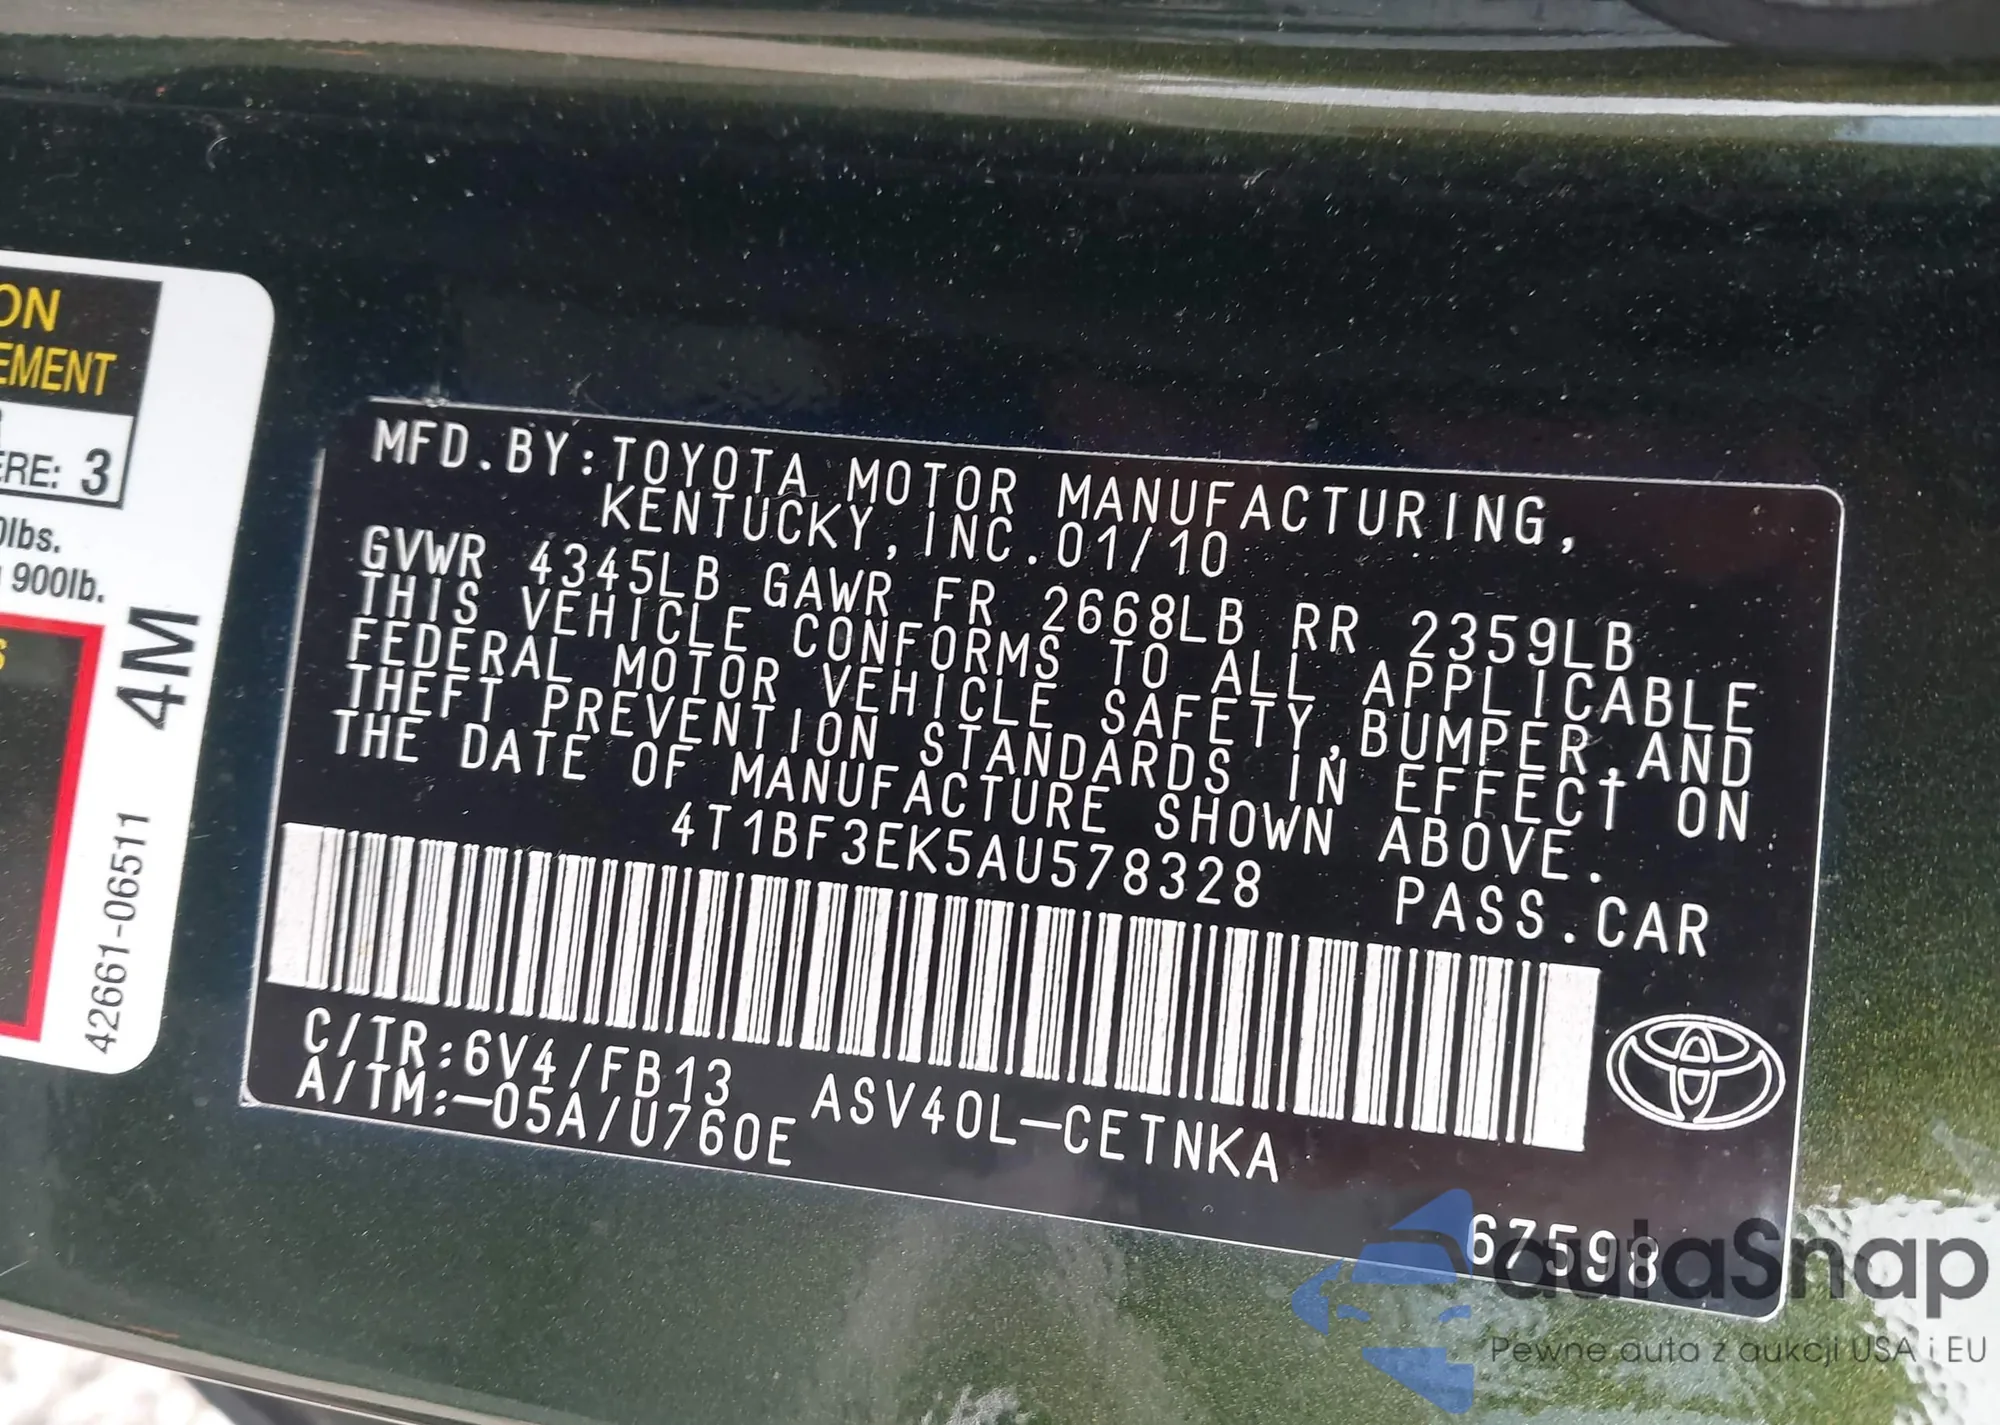 ON
EMENT
ERE: 3
0lbs.
900lb.
4M
42661-06511
MFD.BY:TOYOTA MOTOR MANUFACTURING,
KENTUCKY,INC.01/10
GVWR 4345LB GAWR FR 2668LB RR 2359LB
THIS VEHICLE CONFORMS TO ALL APPLICABLE
FEDERAL MOTOR VEHICLE SAFETY,BUMPER,AND
THEFT PREVENTION STANDARDS IN EFFECT ON
THE DATE OF MANUFACTURE SHOWN ABOVE.
4T1BF3EK5AU578328 PASS.CAR
C/TR:6V4/FB13 ASV40L-CETNKA
A/TM:-05A/U760E
67598
autaSnap
Pewne auta z aukcji USA i EU